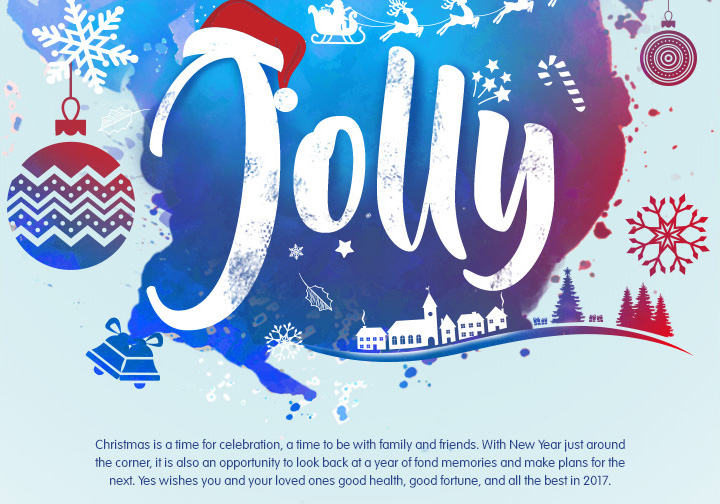 Jolly
Christmas is a time for celebration, a time to be with family and friends. With New Year just around
the corner, it is also an opportunity to look back at a year of fond memories and make plans for the
next. Yes wishes you and your loved ones good health, good fortune, and all the best in 2017.